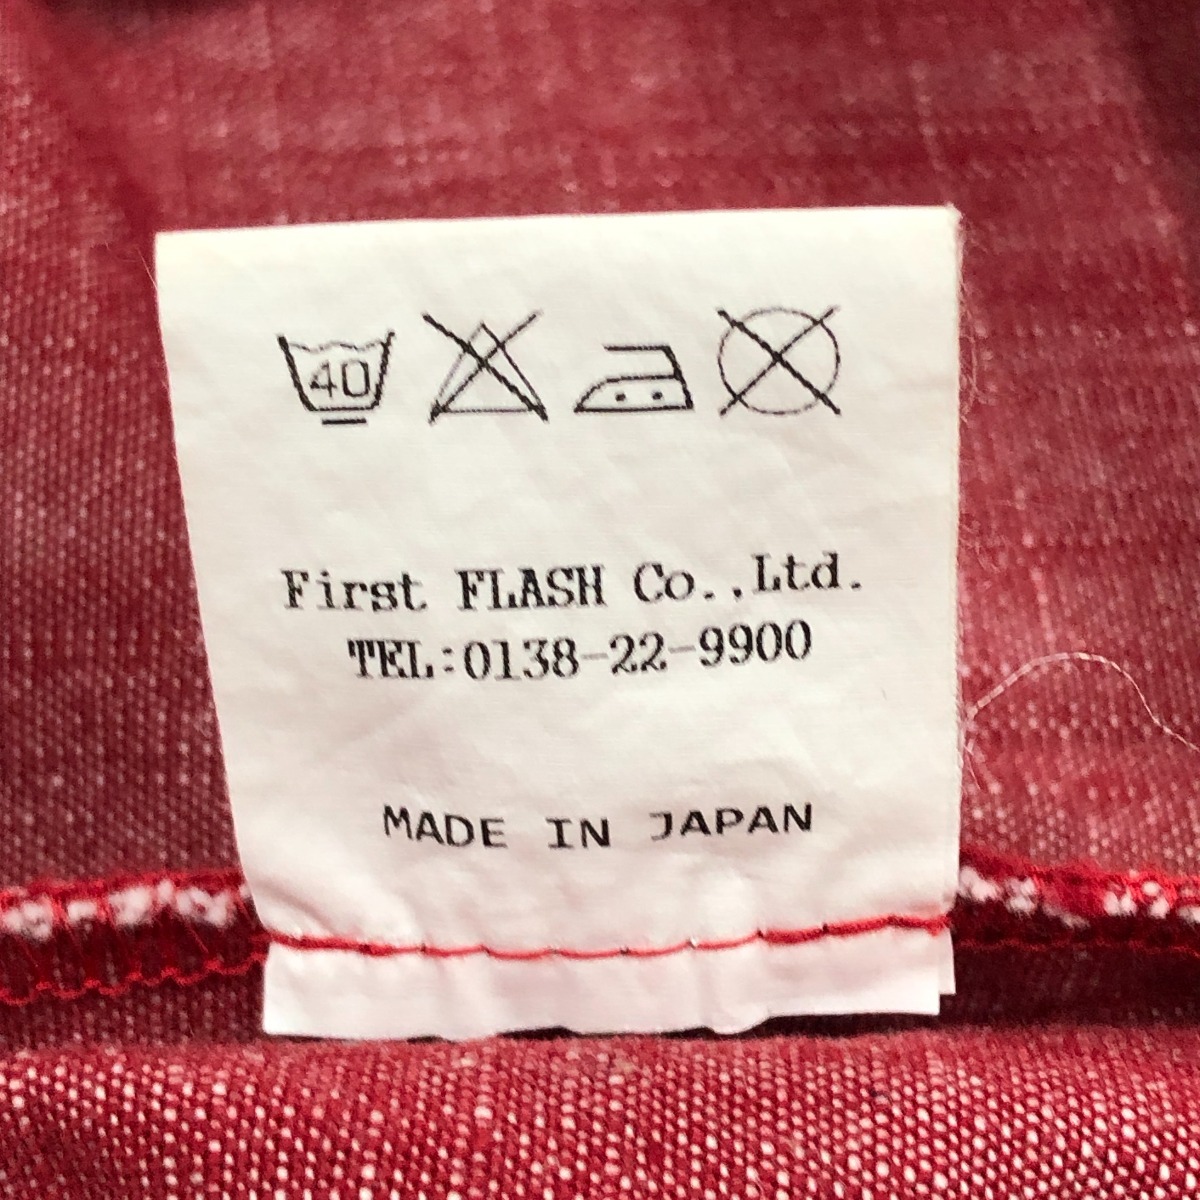 40
First FLASH Co.,Ltd.
TEL:0138-22-9900
MADE IN JAPAN